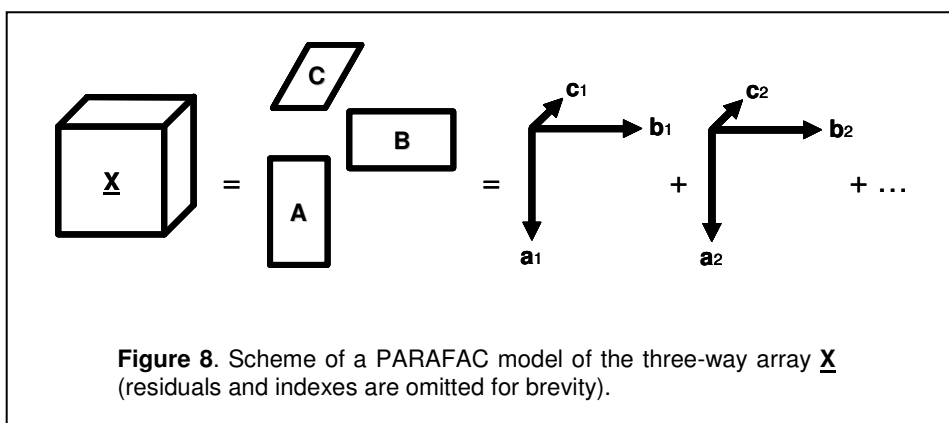 C
c1
c2
B
b1
b2
X
=
A
=
+
+ ...
a1
a2
Figure 8. Scheme of a PARAFAC model of the three-way array X
(residuals and indexes are omitted for brevity).